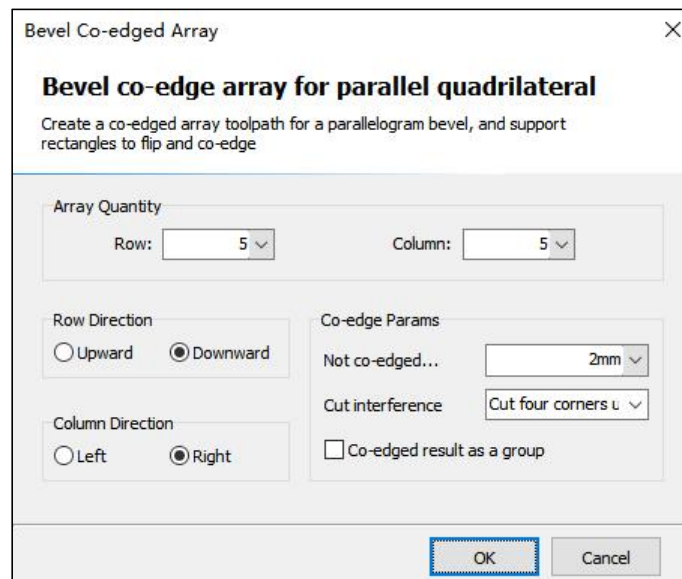 Bevel Co-edged Array
Bevel co-edge array for parallel quadrilateral
Create a co-edged array toolpath for a parallelogram bevel, and support
rectangles to flip and co-edge
Array Quantity
Row: 5 Column: 5
Row Direction
Upward Downward
Co-edge Params
Not co-edged... 2mm
Cut interference Cut four corners u
Column Direction
Left Right
Co-edged result as a group
OK Cancel